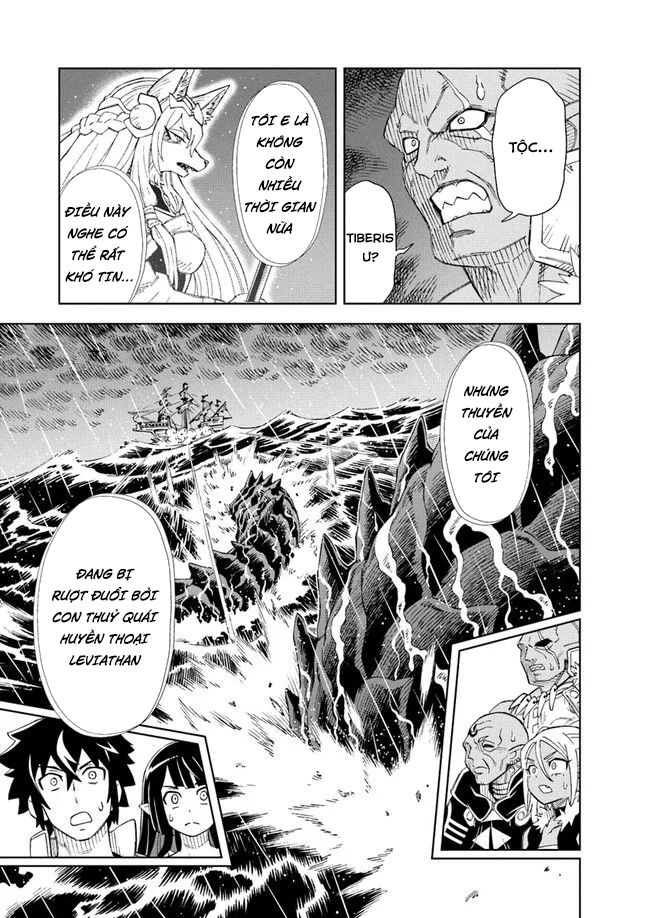 TỘC...
TIBERIS
Ư?
TÔI E LÀ
KHÔNG
CÒN
NHIỀU
THỜI GIAN
NỮA
ĐIỀU NÀY
NGHE CÓ
THỂ RẤT
KHÓ TIN...
NHƯNG
THUYỀN
CỦA
CHÚNG
TÔI
ĐANG BỊ
RƯỢT ĐUỔI BỞI
CON THUỶ QUÁI
HUYỀN THOẠI
LEVIATHAN